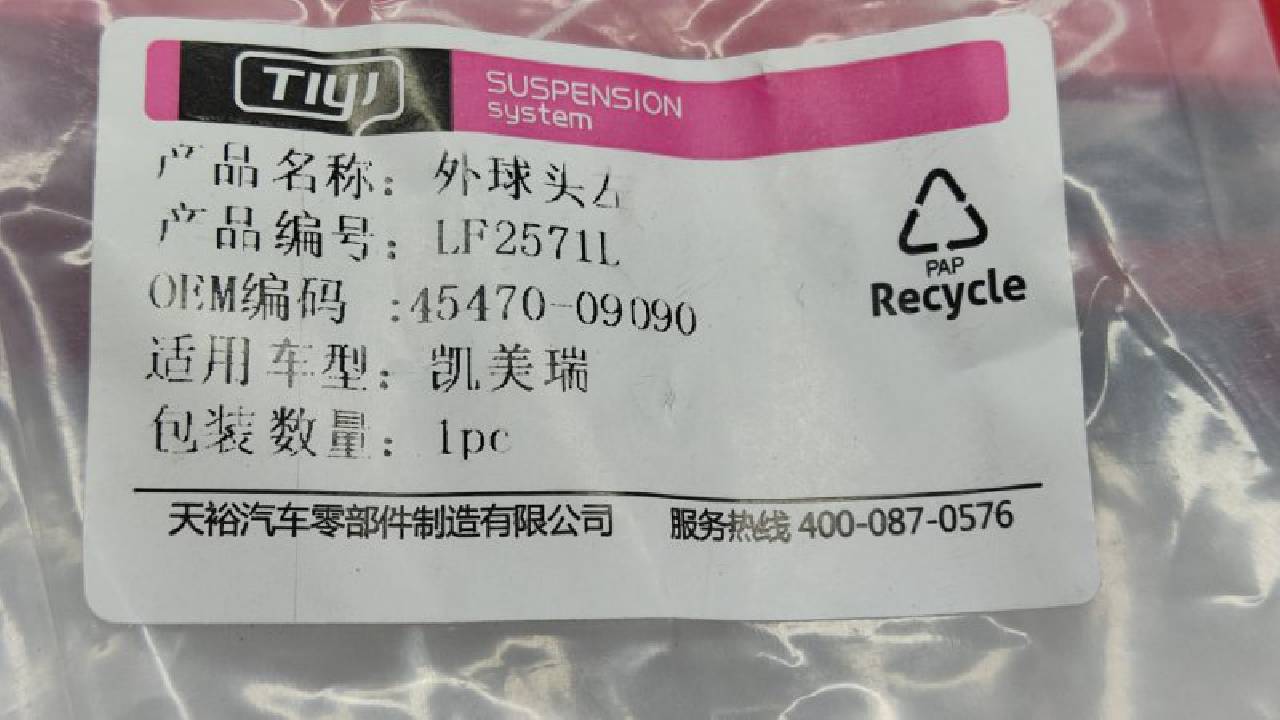 TIYI
SUSPENSION
system
产品名称：外球头左
产品编号：LF2571L
OEM编码 :45470-09090
适用车型：凯美瑞
包装数量：1pc
PAP
Recycle
天裕汽车零部件制造有限公司 服务热线 400-087-0576